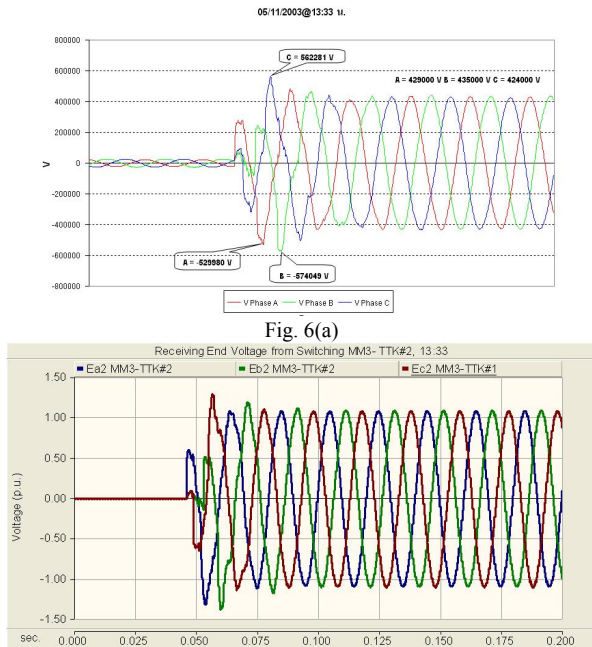 05/11/2003@13:33 น.
800000
600000
400000
200000
0
-200000
-400000
-600000
-800000
V
C = 562281 V
A = 429000 V B = 435000 V C = 424000 V
A = -529980 V
B = -574049 V
V Phase A V Phase B V Phase C
Fig. 6(a)
Receiving End Voltage from Switching MM3- TTK#2, 13:33
Ea2 MM3-TTK#2 Eb2 MM3-TTK#2 Ec2 MM3-TTK#1
1.50
1.00
0.50
0.00
-0.50
-1.00
-1.50
Voltage (p.u.)
sec. 0.000 0.025 0.050 0.075 0.100 0.125 0.150 0.175 0.200